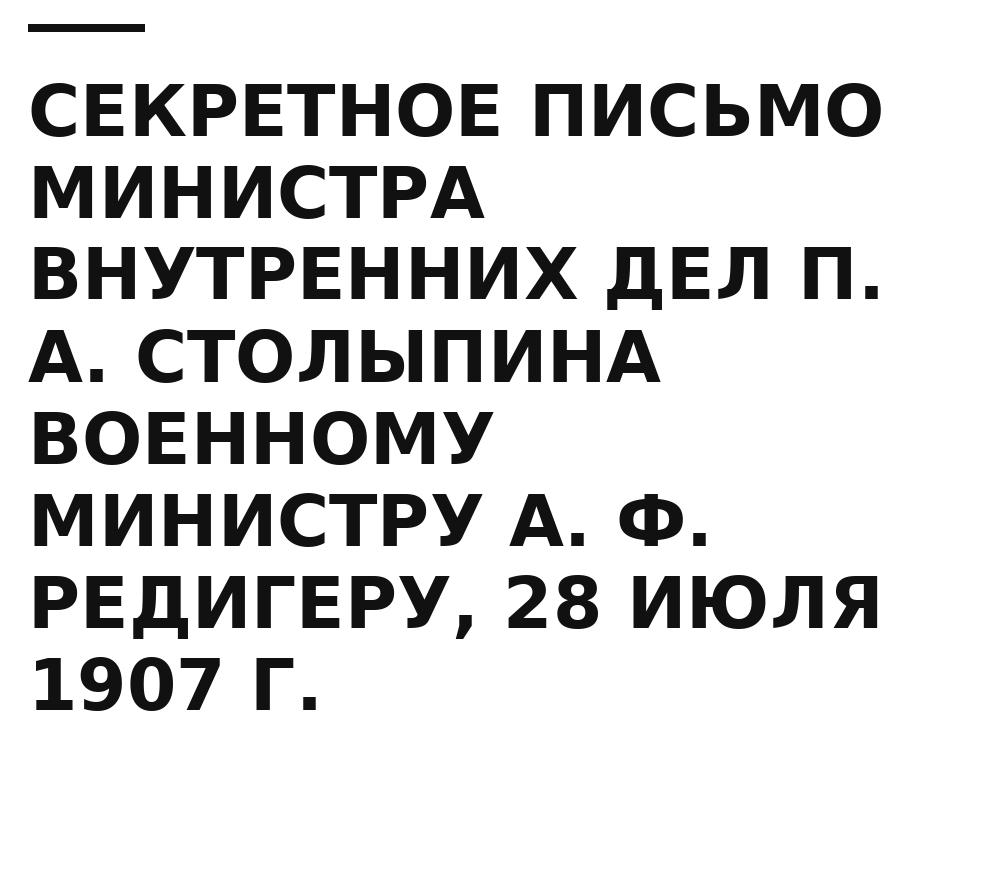 СЕКРЕТНОЕ ПИСЬМО
МИНИСТРА
ВНУТРЕННИХ ДЕЛ П.
А. СТОЛЫПИНА
ВОЕННОМУ
МИНИСТРУ А. Ф.
РЕДИГЕРУ, 28 ИЮЛЯ
1907 Г.